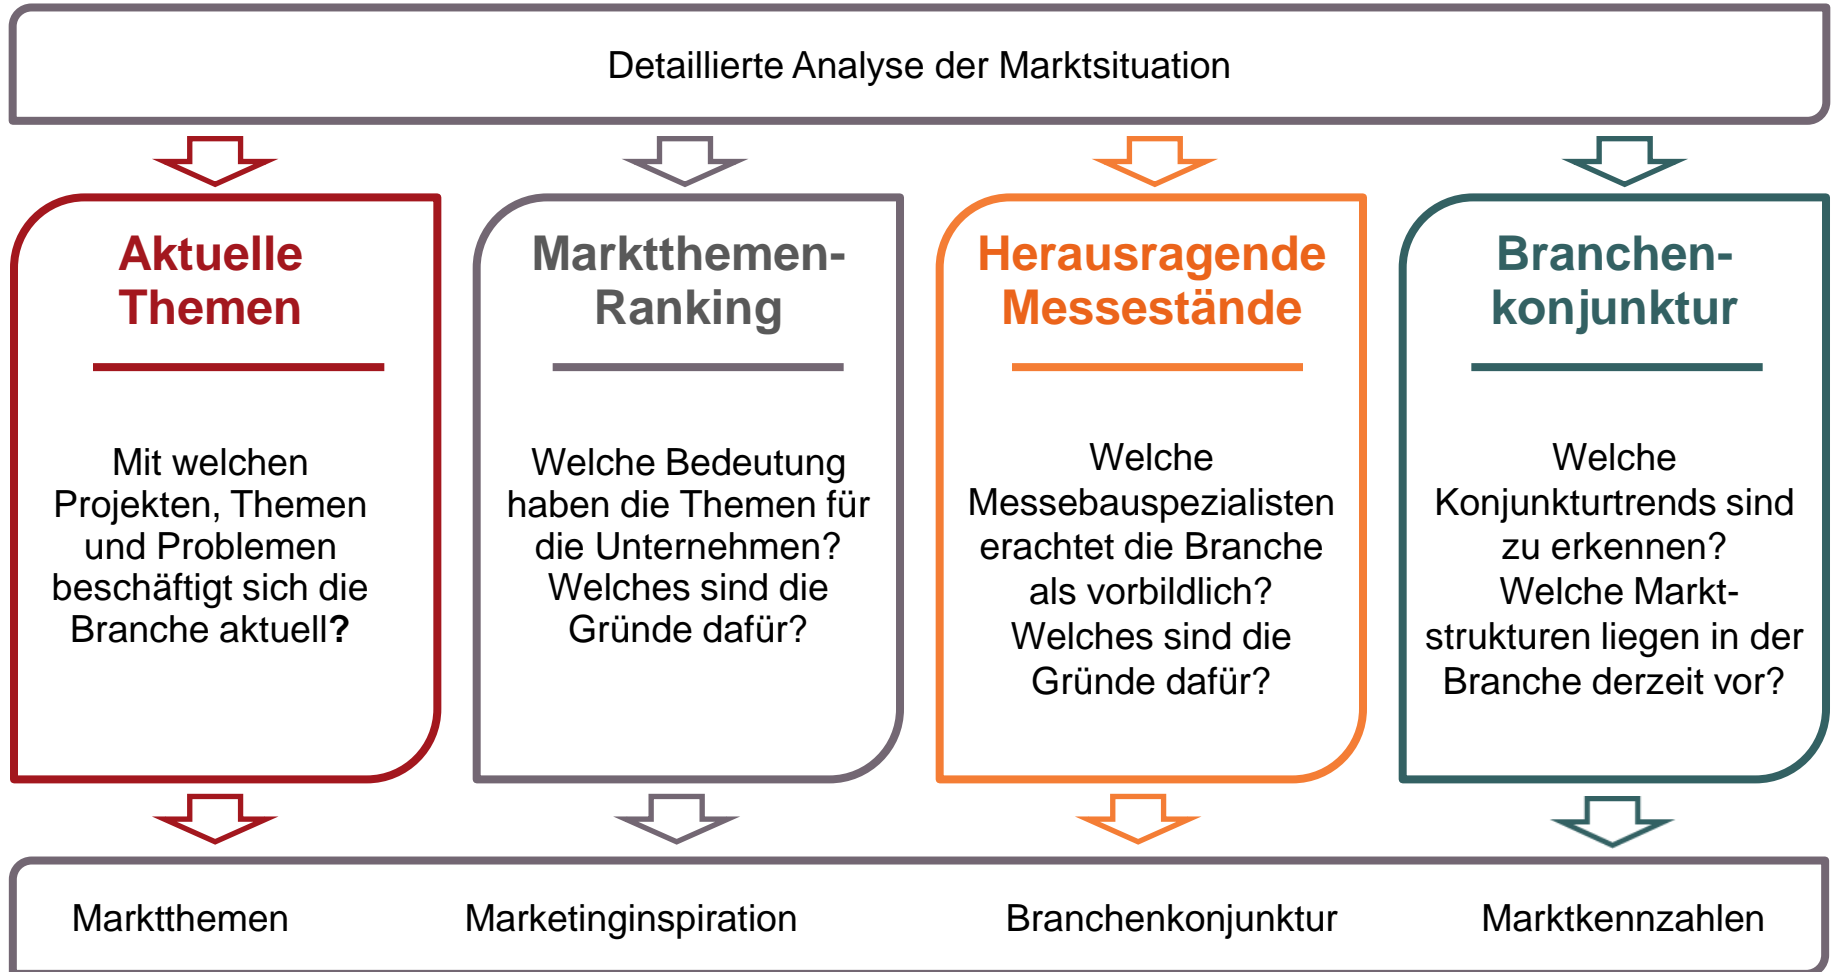 Detaillierte Analyse der Marktsituation
Aktuelle
Themen
Mit welchen
Projekten, Themen
und Problemen
beschäftigt sich die
Branche aktuell?
Marktthemen-
Ranking
Welche Bedeutung
haben die Themen für
die Unternehmen?
Welches sind die
Gründe dafür?
Herausragende
Messestände
Welche
Messebauspezialisten
erachtet die Branche
als vorbildlich?
Welches sind die
Gründe dafür?
Branchen-
konjunktur
Welche
Konjunkturtrends sind
zu erkennen?
Welche Markt-
strukturen liegen in der
Branche derzeit vor?
Marktthemen
Marketinginspiration
Branchenkonjunktur
Marktkennzahlen